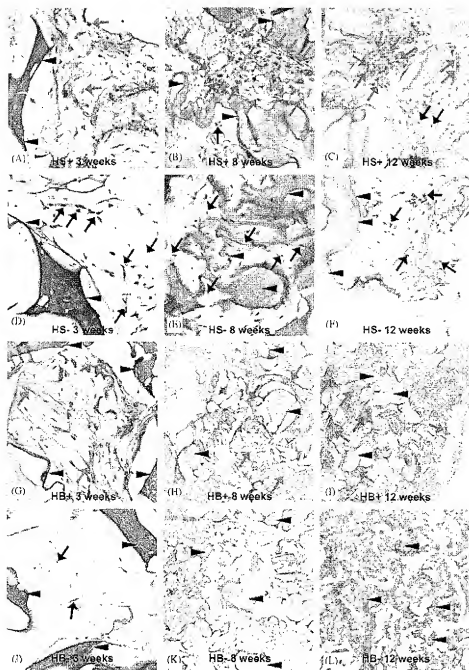 (A) HS+ 3 weeks
(B) HS+ 8 weeks
(C) HS+ 12 weeks
(D) HS- 3 weeks
(E) HS- 8 weeks
(F) HS- 12 weeks
(G) HB+ 3 weeks
(H) HB+ 8 weeks
(I) HB+ 12 weeks
(J) HB- 3 weeks
(K) HB- 8 weeks
(L) HB- 12 weeks